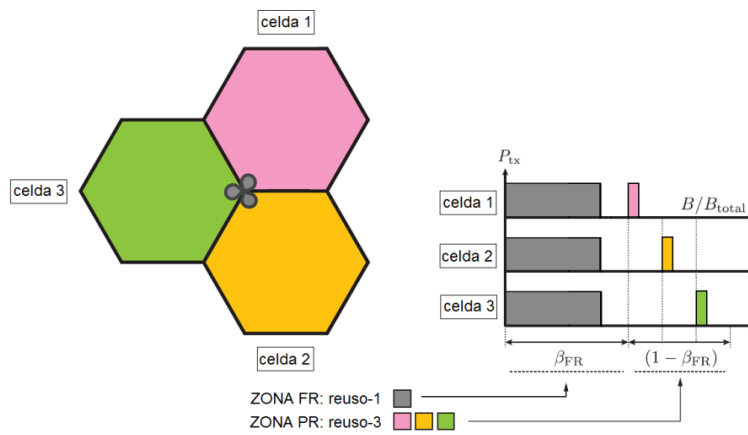 celda 1
celda 3
celda 2
P_tx
celda 1
B/B_total
celda 2
celda 3
β_FR
(1 − β_FR)
ZONA FR: reuso-1
ZONA PR: reuso-3